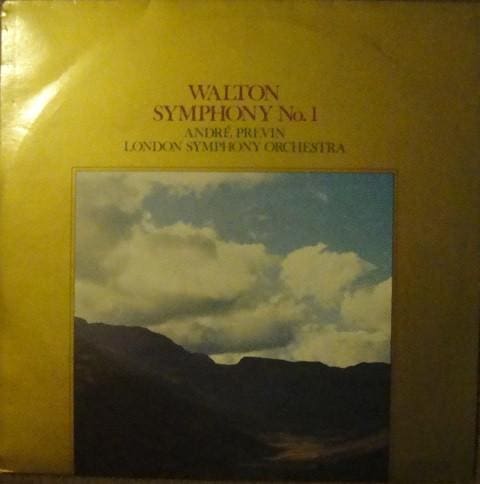 WALTON
SYMPHONY No. 1
ANDRÉ PREVIN
LONDON SYMPHONY ORCHESTRA